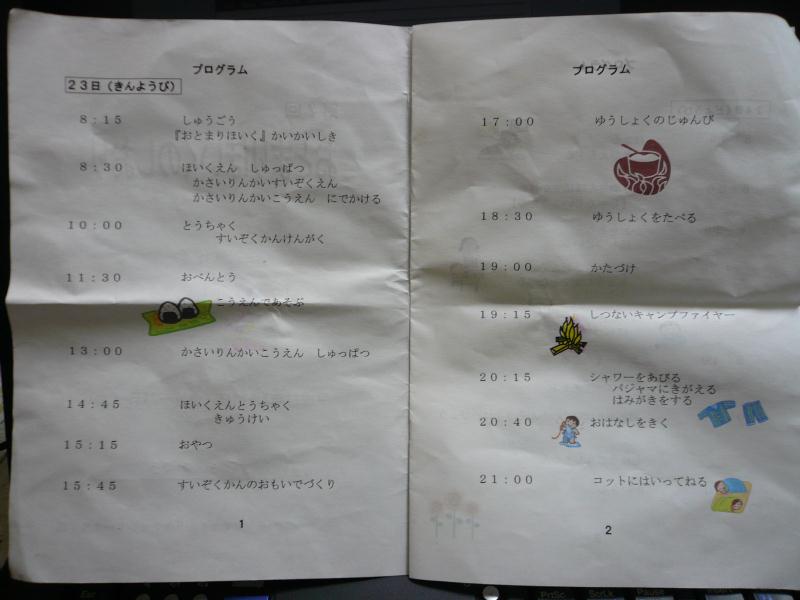 プログラム
23日(きんようび)
8:15 しゅうごう
『おとまりほいく』かいかいしき
8:30 ほいくえん しゅっぱつ
かさいりんかいすいぞくえん
かさいりんかいこうえん にでかける
10:00 とうちゃく
すいぞくかんけんがく
11:30 おべんとう
こうえんであそぶ
13:00 かさいりんかいこうえん しゅっぱつ
14:45 ほいくえんとうちゃく
きゅうけい
15:15 おやつ
15:45 すいぞくかんのおもいでづくり
1
プログラム
17:00 ゆうしょくのじゅんび
18:30 ゆうしょくをたべる
19:00 かたづけ
19:15 しつないキャンプファイヤー
20:15 シャワーをあびる
パジャマにきがえる
はみがきをする
20:40 おはなしをきく
21:00 コットにはいってねる
2
PrtSc ScrLk Pause